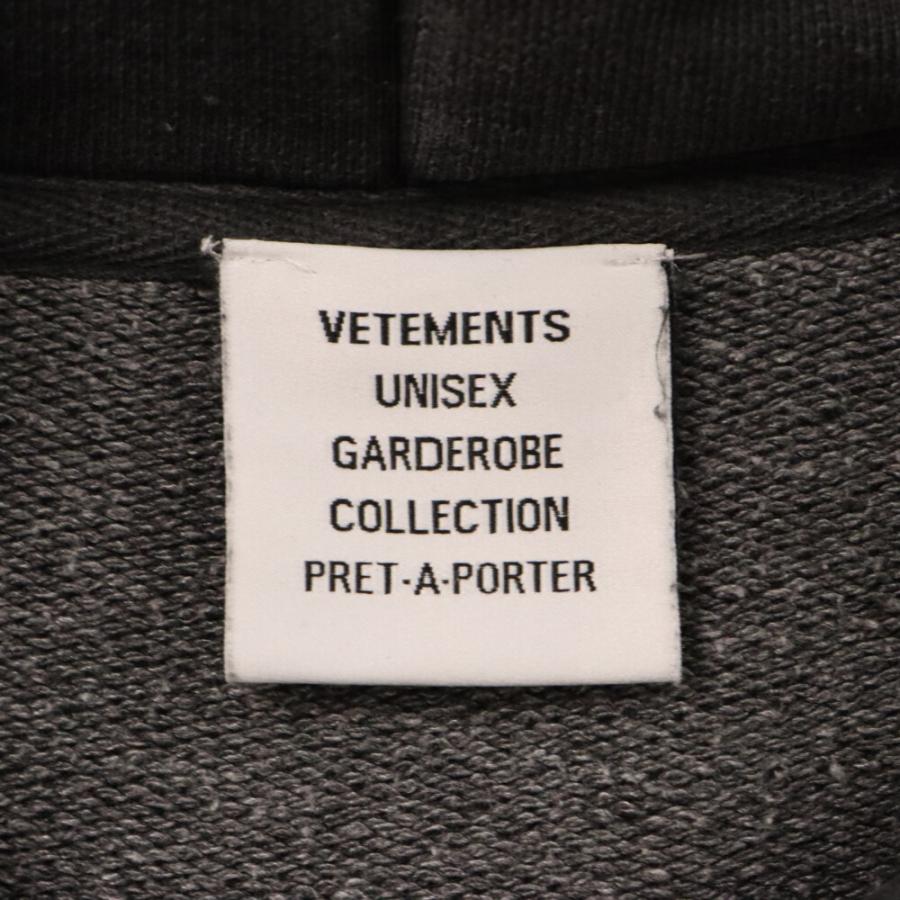 VETEMENTS
UNISEX
GARDEROBE
COLLECTION
PRET-A-PORTER